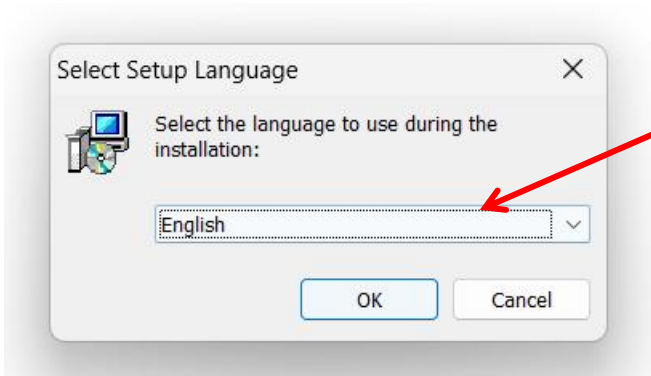 Select Setup Language
Select the language to use during the
installation:
English
OK
Cancel